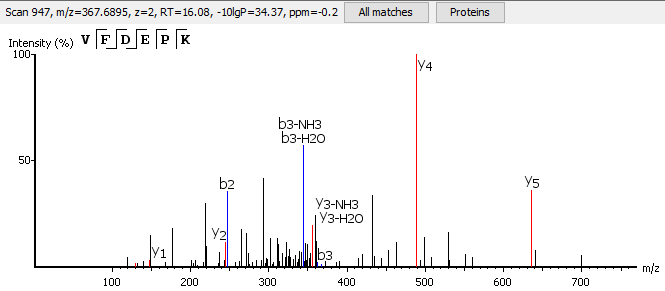 Scan 947, m/z=367.6895, z=2, RT=16.08, -10lgP=34.37, ppm=-0.2 All matches Proteins
Intensity (%) V F D E P K
100
y4
b3-NH3
b3-H2O
50
b2
y5
y3-NH3
y3-H2O
y2
y1
b3
100 200 300 400 500 600 700 m/z